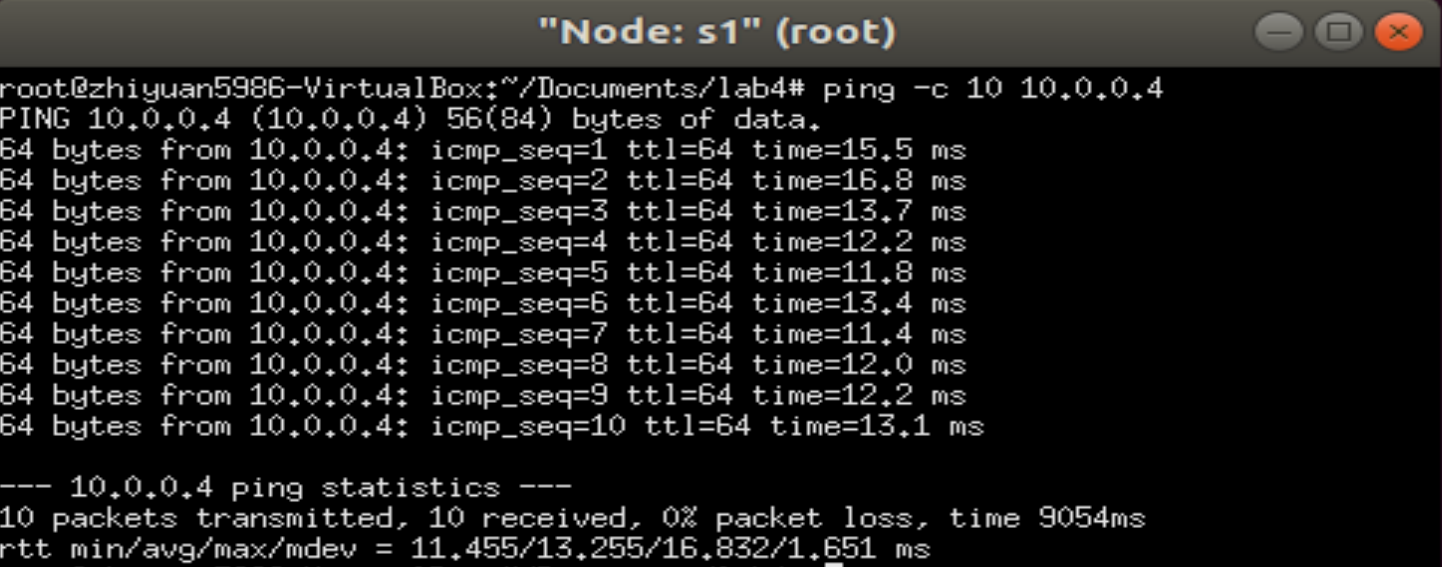 "Node: s1" (root)
root@zhiyuan5986-VirtualBox:~/Documents/lab4# ping -c 10 10.0.0.4
PING 10.0.0.4 (10.0.0.4) 56(84) bytes of data.
64 bytes from 10.0.0.4: icmp_seq=1 ttl=64 time=15.5 ms
64 bytes from 10.0.0.4: icmp_seq=2 ttl=64 time=16.8 ms
64 bytes from 10.0.0.4: icmp_seq=3 ttl=64 time=13.7 ms
64 bytes from 10.0.0.4: icmp_seq=4 ttl=64 time=12.2 ms
64 bytes from 10.0.0.4: icmp_seq=5 ttl=64 time=11.8 ms
64 bytes from 10.0.0.4: icmp_seq=6 ttl=64 time=13.4 ms
64 bytes from 10.0.0.4: icmp_seq=7 ttl=64 time=11.4 ms
64 bytes from 10.0.0.4: icmp_seq=8 ttl=64 time=12.0 ms
64 bytes from 10.0.0.4: icmp_seq=9 ttl=64 time=12.2 ms
64 bytes from 10.0.0.4: icmp_seq=10 ttl=64 time=13.1 ms
--- 10.0.0.4 ping statistics ---
10 packets transmitted, 10 received, 0% packet loss, time 9054ms
rtt min/avg/max/mdev = 11.455/13.255/16.832/1.651 ms